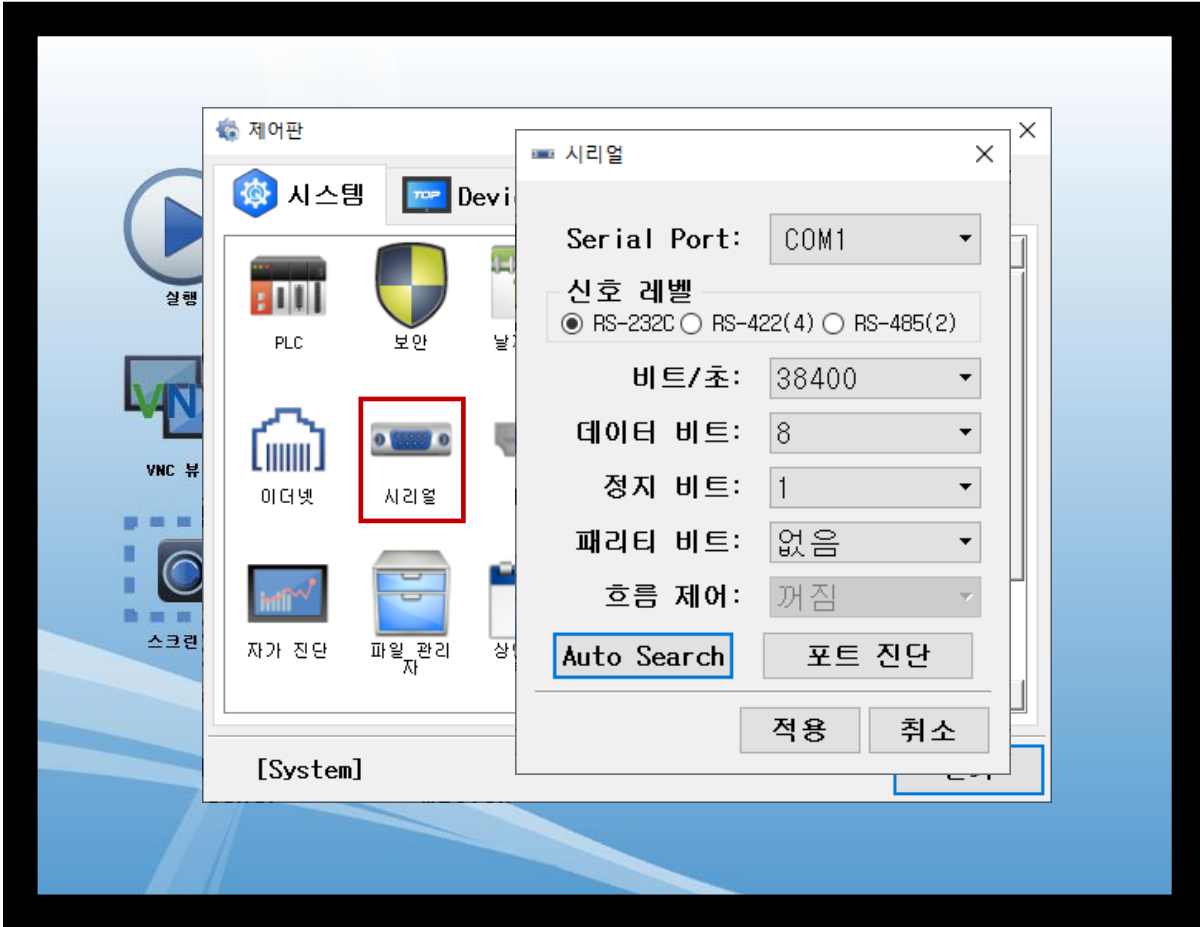 제어판
시스템
TOP
Devi
PLC
보안
이더넷
시리얼
자가 진단
파일 관리
자
[System]
실행
VNC 뷰
스크린
시리얼
Serial Port: COM1
신호 레벨
RS-232C RS-422(4) RS-485(2)
비트/초: 38400
데이터 비트: 8
정지 비트: 1
패리티 비트: 없음
흐름 제어: 꺼짐
Auto Search 포트 진단
적용 취소